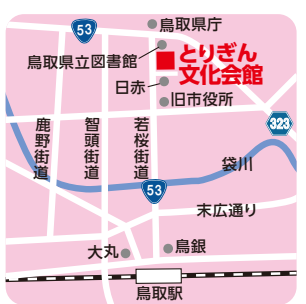 鳥取県庁
53
鳥取県立図書館
とりぎん
文化会館
日赤
旧市役所
鹿野街道
智頭街道
若桜街道
323
袋川
53
末広通り
大丸
鳥銀
鳥取駅